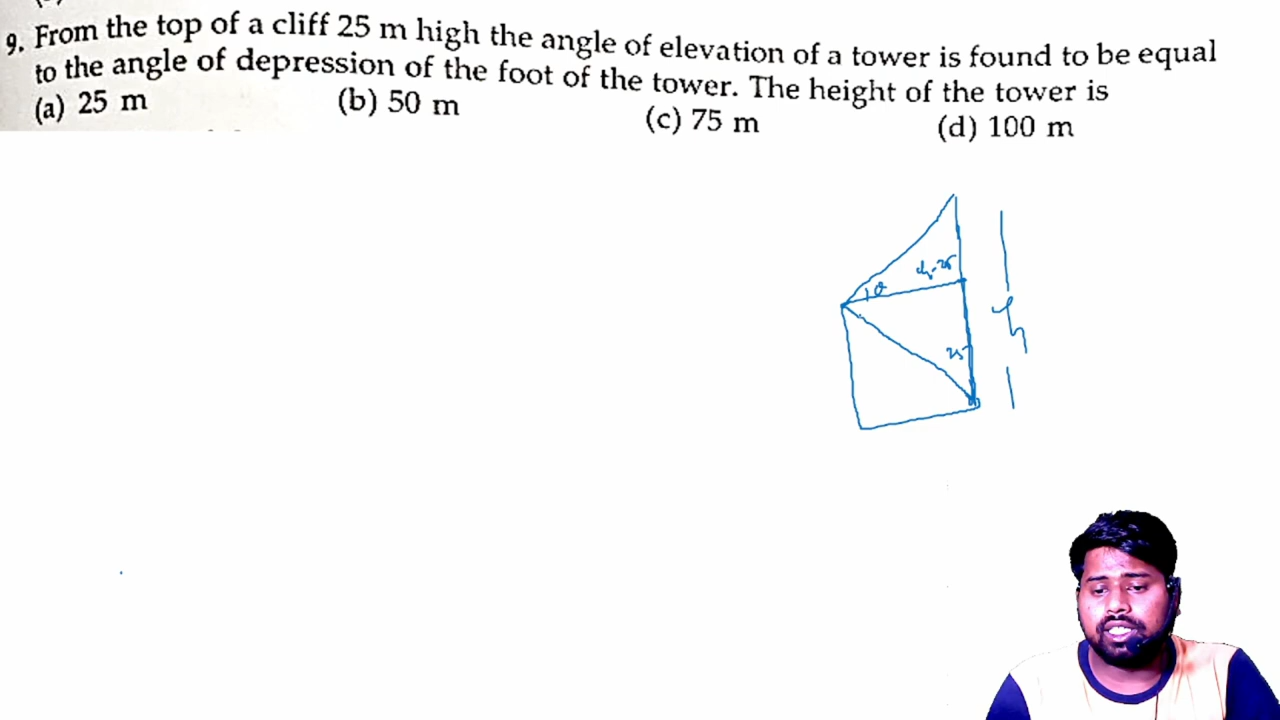 9. From the top of a cliff 25 m high the angle of elevation of a tower is found to be equal
to the angle of depression of the foot of the tower. The height of the tower is
(a) 25 m (b) 50 m (c) 75 m (d) 100 m
θ
h-25
25
h